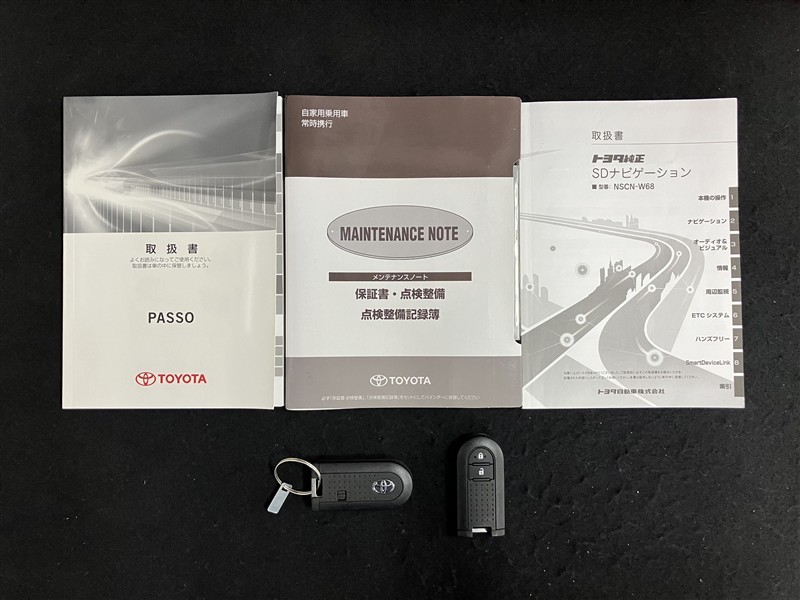 取扱書
よくお読みになってご使用ください。
取扱書は車の中に保管しましょう。
PASSO
TOYOTA
自家用乗用車
常時携行
MAINTENANCE NOTE
メンテナンスノート
保証書・点検整備
点検整備記録簿
TOYOTA
取扱書
トヨタ純正
SDナビゲーション
■ 型番: NSCN-W68
本機の操作 1
ナビゲーション 2
オーディオ&
ビジュアル 3
情報 4
周辺監視 5
ETCシステム 6
ハンズフリー 7
SmartDeviceLink 8
索引
トヨタ自動車株式会社